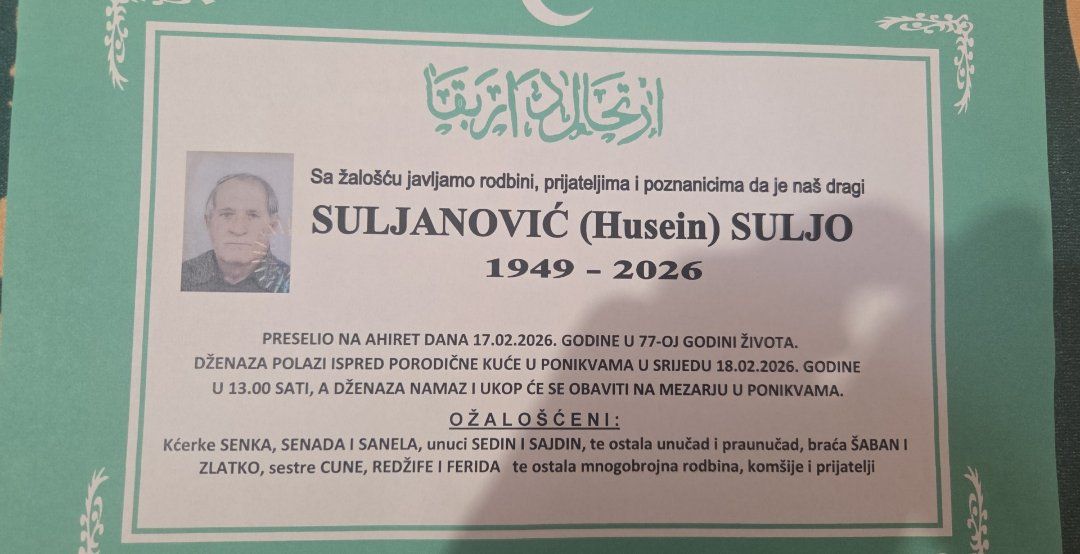 ارتحال دار بقا
Sa žalošću javljamo rodbini, prijateljima i poznanicima da je naš dragi
SULJANOVIĆ (Husein) SULJO
1949 – 2026
PRESELIO NA AHIRET DANA 17.02.2026. GODINE U 77-OJ GODINI ŽIVOTA.
DŽENAZA POLAZI ISPRED PORODIČNE KUĆE U PONIKVAMA U SRIJEDU 18.02.2026. GODINE
U 13.00 SATI, A DŽENAZA NAMAZ I UKOP ĆE SE OBAVITI NA MEZARJU U PONIKVAMA.
OŽALOŠĆENI:
Kćerke SENKA, SENADA I SANELA, unuci SEDIN I SAJDIN, te ostala unučad i praunučad, braća ŠABAN I
ZLATKO, sestre CUNE, REDŽIFE I FERIDA te ostala mnogobrojna rodbina, komšije i prijatelji